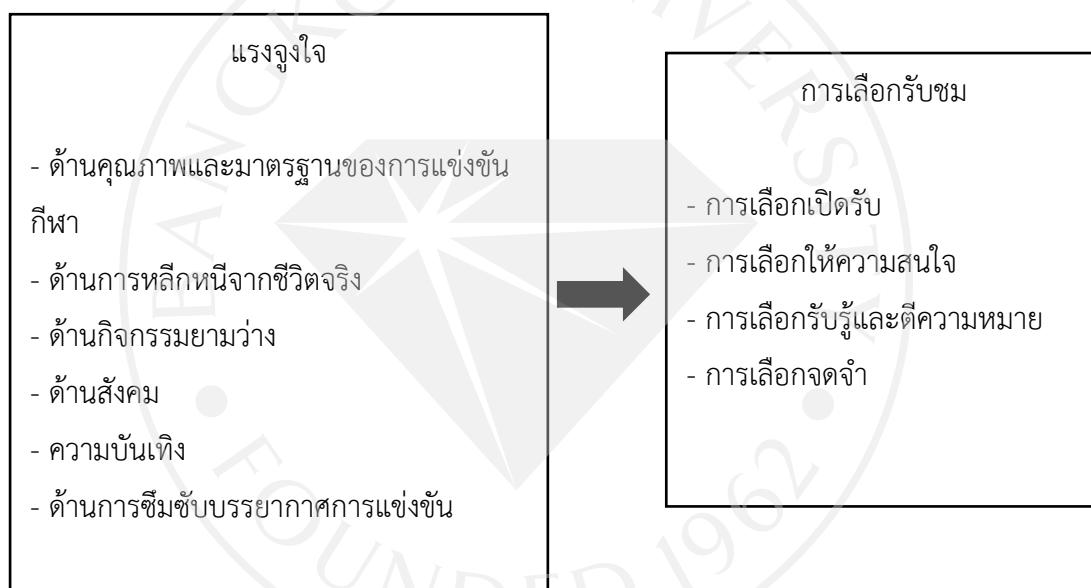 แรงจูงใจ
- ด้านคุณภาพและมาตรฐานของการแข่งขัน
กีฬา
- ด้านการหลีกหนีจากชีวิตจริง
- ด้านกิจกรรมยามว่าง
- ด้านสังคม
- ความบันเทิง
- ด้านการซึมซับบรรยากาศการแข่งขัน
การเลือกรับชม
- การเลือกเปิดรับ
- การเลือกให้ความสนใจ
- การเลือกรับรู้และตีความหมาย
- การเลือกจดจำ
FOUNDED 1962